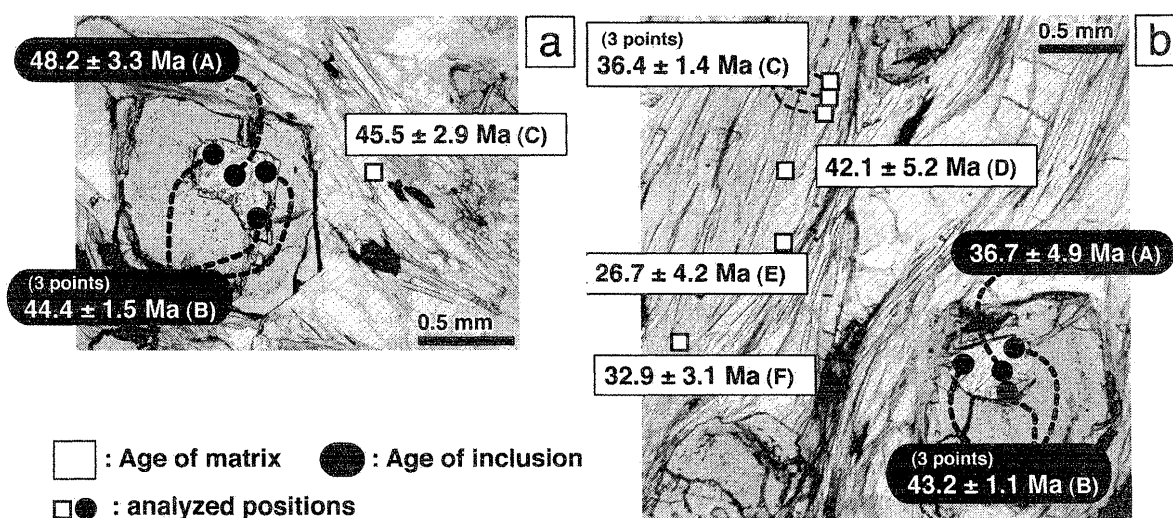 a
48.2 ± 3.3 Ma (A)
45.5 ± 2.9 Ma (C)
(3 points)
44.4 ± 1.5 Ma (B)
0.5 mm
b
0.5 mm
(3 points)
36.4 ± 1.4 Ma (C)
42.1 ± 5.2 Ma (D)
26.7 ± 4.2 Ma (E)
36.7 ± 4.9 Ma (A)
32.9 ± 3.1 Ma (F)
(3 points)
43.2 ± 1.1 Ma (B)
: Age of matrix
: Age of inclusion
: analyzed positions